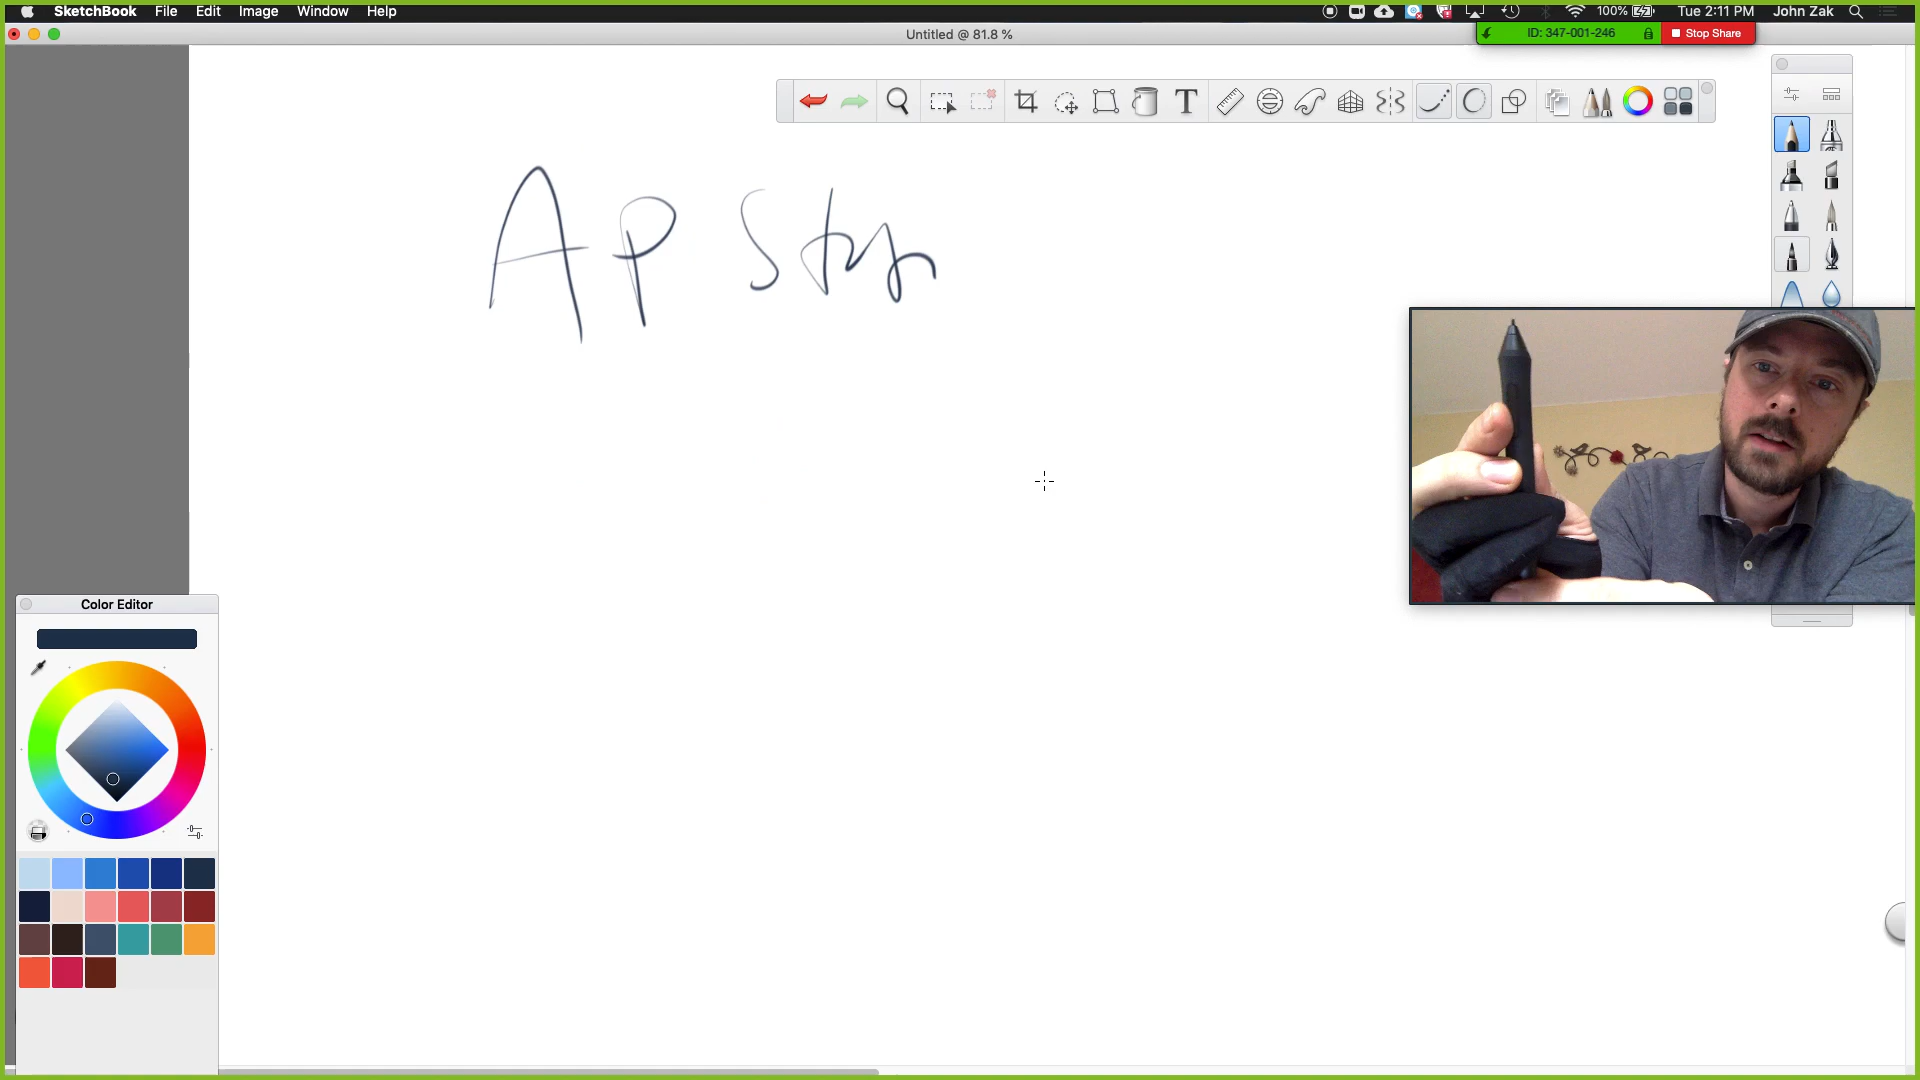 SketchBook File Edit Image Window Help 100% Tue 2:11 PM John Zak
Untitled @ 81.8 %
ID: 347-001-246 Stop Share
T
AP
Color Editor